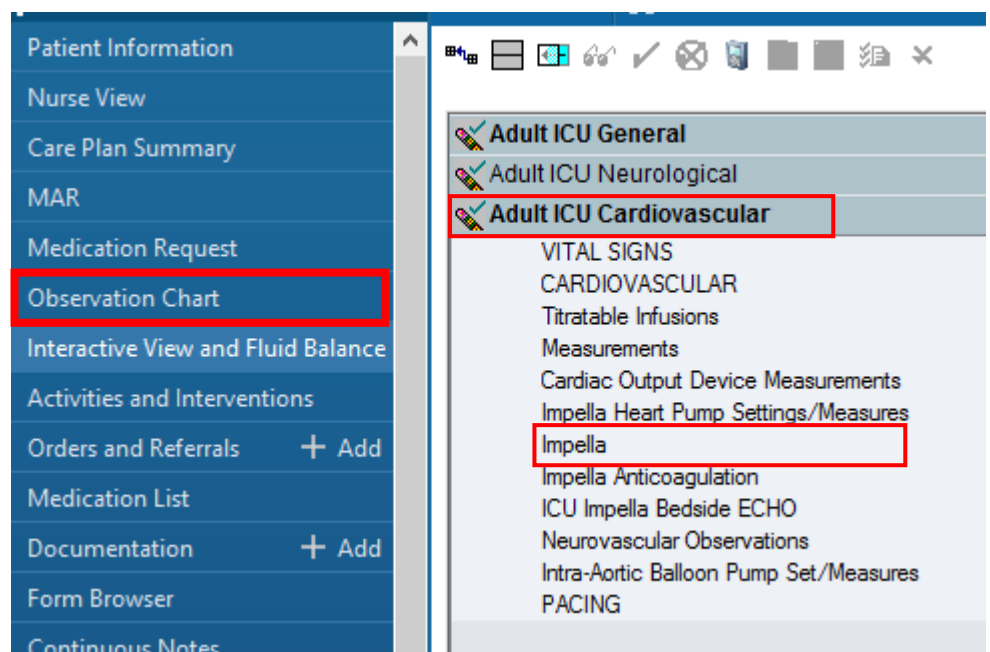 Patient Information
Nurse View
Care Plan Summary
MAR
Medication Request
Observation Chart
Interactive View and Fluid Balance
Activities and Interventions
Orders and Referrals + Add
Medication List
Documentation + Add
Form Browser
Continuous Notes
Adult ICU General
Adult ICU Neurological
Adult ICU Cardiovascular
VITAL SIGNS
CARDIOVASCULAR
Titratable Infusions
Measurements
Cardiac Output Device Measurements
Impella Heart Pump Settings/Measures
Impella
Impella Anticoagulation
ICU Impella Bedside ECHO
Neurovascular Observations
Intra-Aortic Balloon Pump Set/Measures
PACING